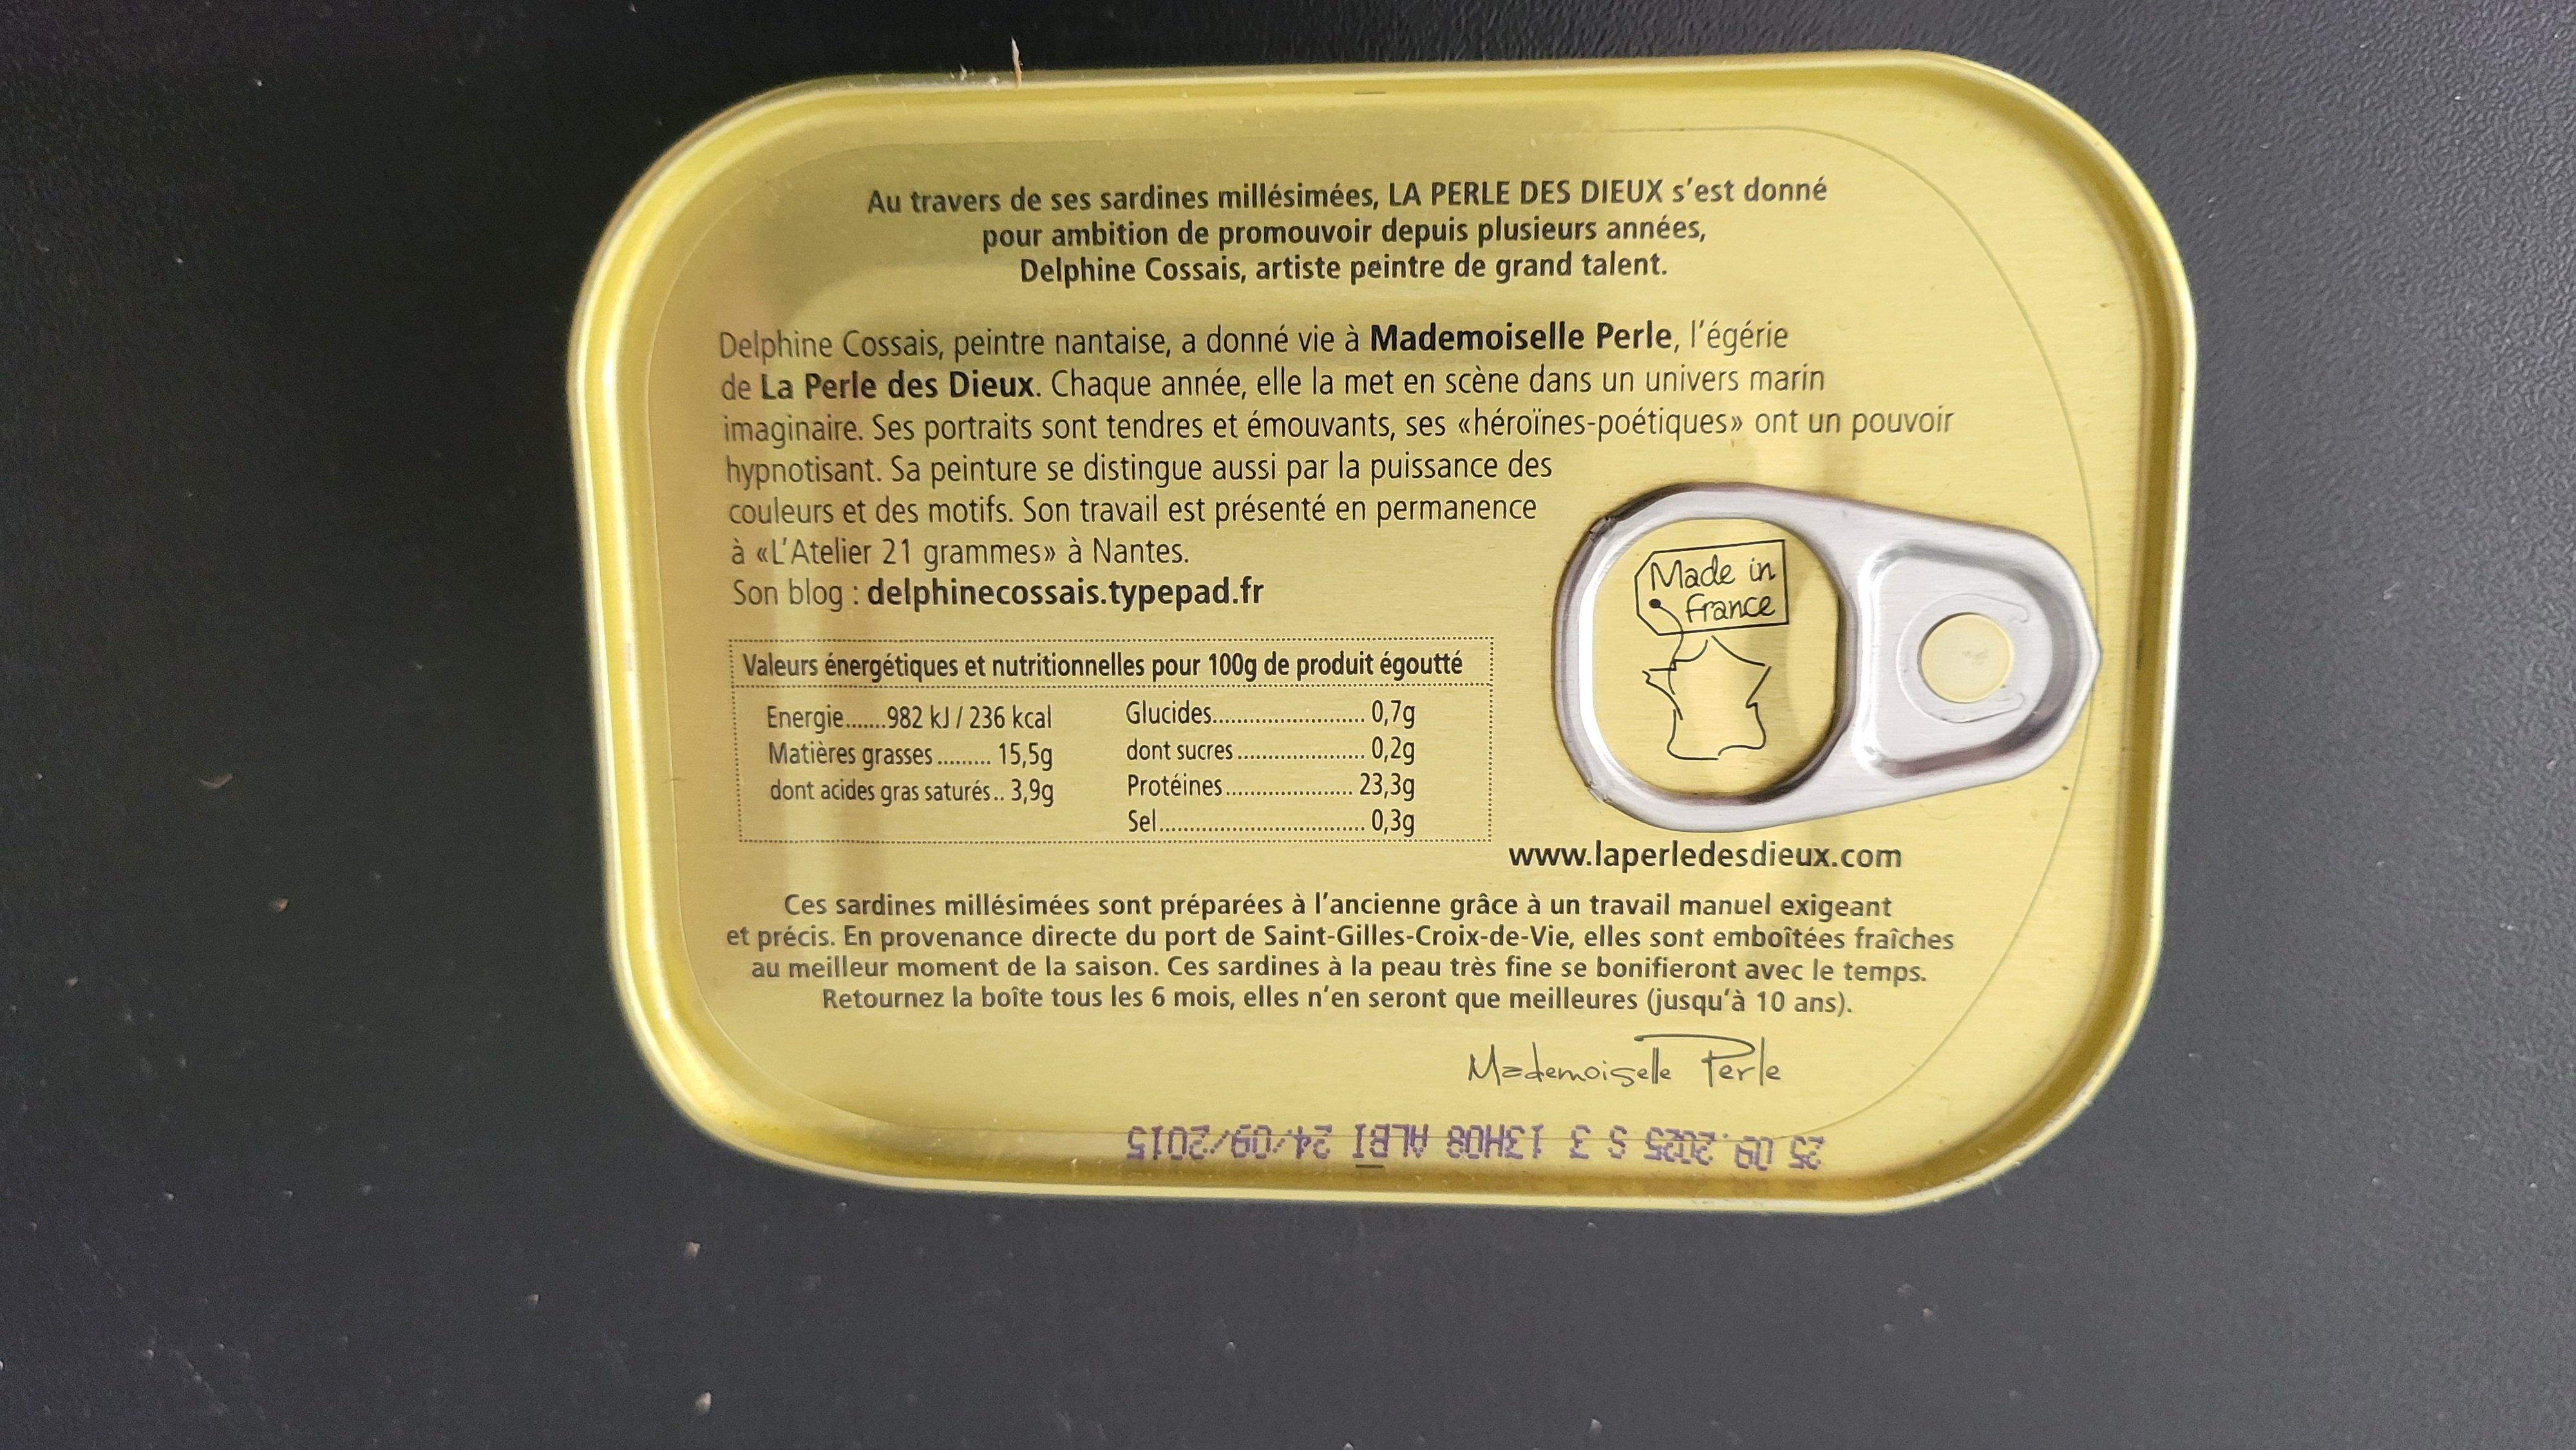 Au travers de ses sardines millésimées, LA PERLE DES DIEUX s'est donné
pour ambition de promouvoir depuis plusieurs années,
Delphine Cossais, artiste peintre de grand talent.
Delphine Cossais, peintre nantaise, a donné vie à Mademoiselle Perle, l'égérie
de La Perle des Dieux. Chaque année, elle la met en scène dans un univers marin
imaginaire. Ses portraits sont tendres et émouvants, ses «héroïnes-poétiques» ont un pouvoir
hypnotisant. Sa peinture se distingue aussi par la puissance des
couleurs et des motifs. Son travail est présenté en permanence
à «L'Atelier 21 grammes» à Nantes.
Son blog : delphinecossais.typepad.fr
Made in
france
Valeurs énergétiques et nutritionnelles pour 100g de produit égoutté
Energie.......982 kJ / 236 kcal
Matières grasses......... 15,5g
dont acides gras saturés.. 3,9g
Glucides......................... 0,7g
dont sucres..................... 0,2g
Protéines..................... 23,3g
Sel.................................. 0,3g
www.laperledesdieux.com
Ces sardines millésimées sont préparées à l'ancienne grâce à un travail manuel exigeant
et précis. En provenance directe du port de Saint-Gilles-Croix-de-Vie, elles sont emboîtées fraîches
au meilleur moment de la saison. Ces sardines à la peau très fine se bonifieront avec le temps.
Retournez la boîte tous les 6 mois, elles n'en seront que meilleures (jusqu'à 10 ans).
Mademoiselle Perle
25.09.2025 S 3 13H08 ALBI 24/09/2015